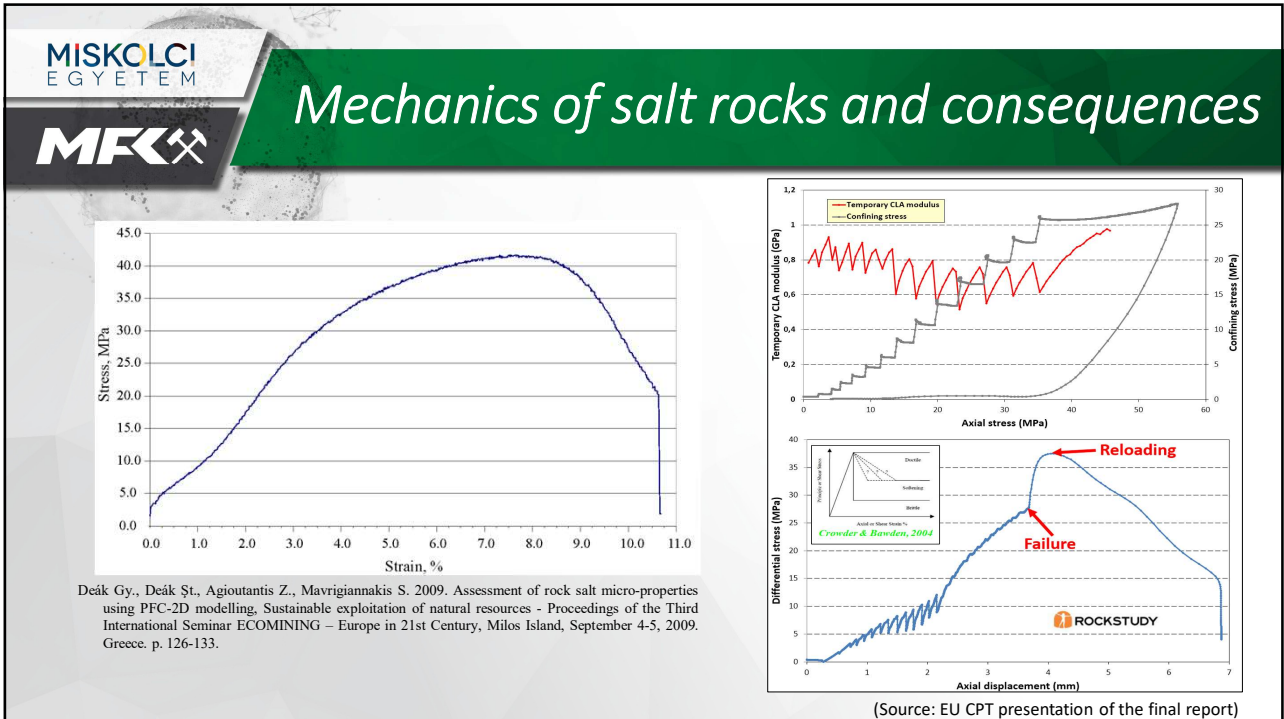 MISKOLCI
EGYETEM
MFK
Mechanics of salt rocks and consequences
45.0
40.0
35.0
30.0
25.0
20.0
15.0
10.0
5.0
0.0
Stress, MPa
0.0 1.0 2.0 3.0 4.0 5.0 6.0 7.0 8.0 9.0 10.0 11.0
Strain, %
Deák Gy., Deák Şt., Agioutantis Z., Mavrigiannakis S. 2009. Assessment of rock salt micro-properties
using PFC-2D modelling, Sustainable exploitation of natural resources - Proceedings of the Third
International Seminar ECOMINING – Europe in 21st Century, Milos Island, September 4-5, 2009.
Greece. p. 126-133.
1,2
1
0,8
0,6
0,4
0,2
0
Temporary CLA modulus (GPa)
Temporary CLA modulus
Confining stress
30
25
20
15
10
5
0
Confining stress (MPa)
0 10 20 30 40 50 60
Axial stress (MPa)
40
35
30
25
20
15
10
5
0
Differential stress (MPa)
Ductile
Softening
Brittle
Axial or Shear Strain %
Crowder & Bawden, 2004
Reloading
Failure
ROCKSTUDY
0 1 2 3 4 5 6 7
Axial displacement (mm)
(Source: EU CPT presentation of the final report)